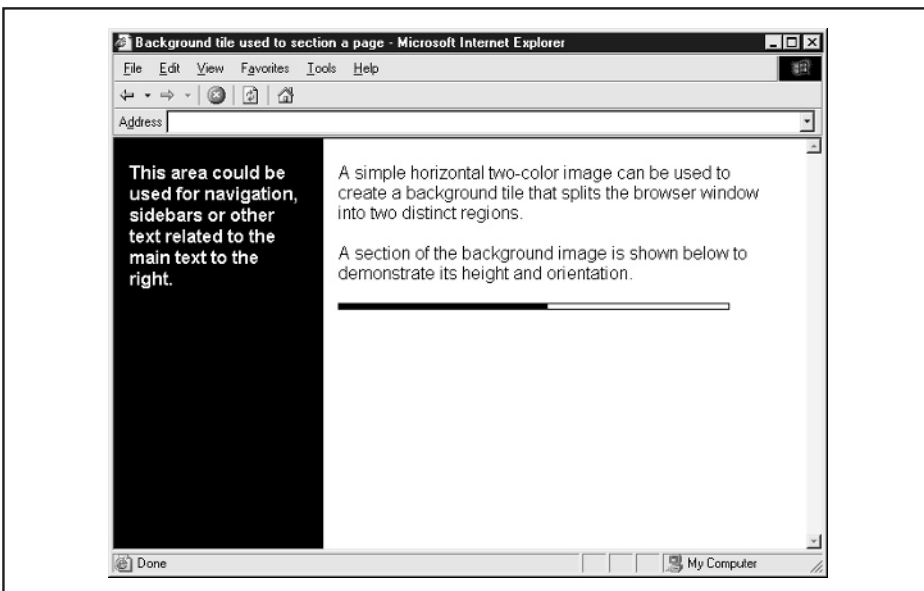 Background tile used to section a page - Microsoft Internet Explorer
File Edit View Favorites Tools Help
Address
This area could be
used for navigation,
sidebars or other
text related to the
main text to the
right.
A simple horizontal two-color image can be used to
create a background tile that splits the browser window
into two distinct regions.
A section of the background image is shown below to
demonstrate its height and orientation.
Done
My Computer